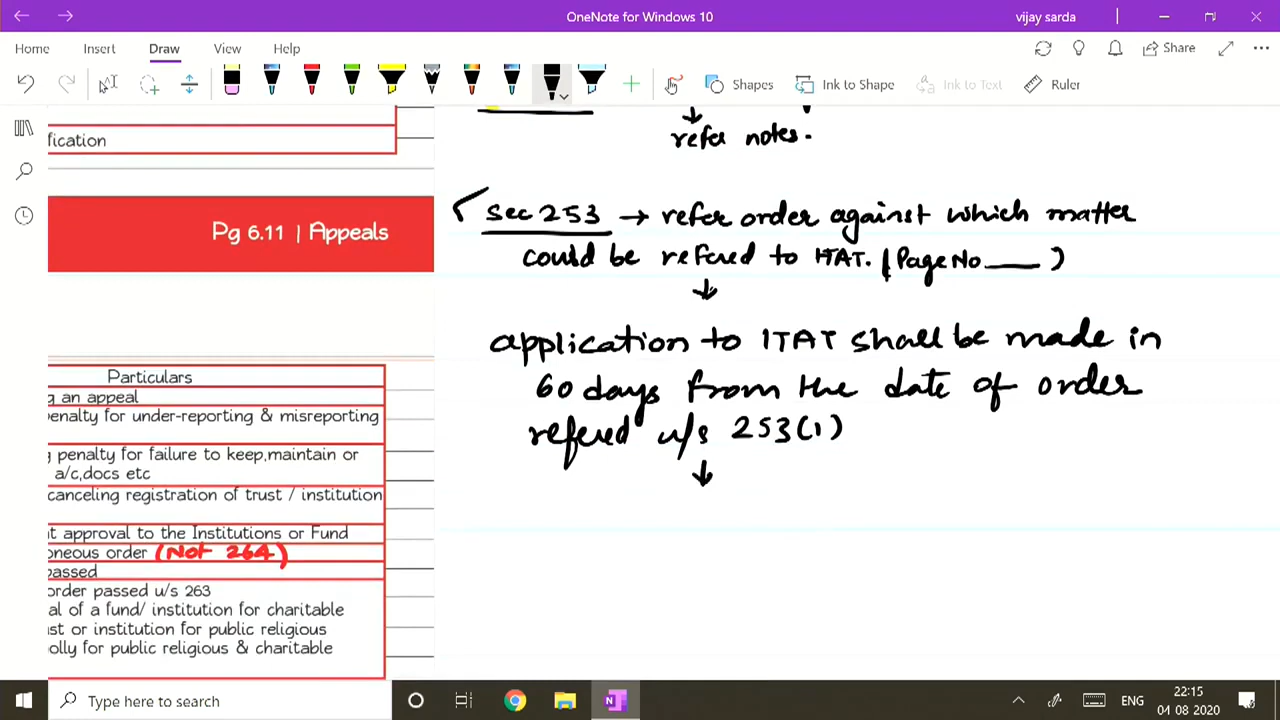 OneNote for Windows 10
vijay sarda
Home Insert Draw View Help
Share
Shapes Ink to Shape Ink to Text Ruler
ification
Pg 6.11 | Appeals
Particulars
g an appeal
penalty for under-reporting & misreporting
g penalty for failure to keep,maintain or
a/c,docs etc
canceling registration of trust / institution
t approval to the Institutions or Fund
oneous order (Not 264)
passed
order passed u/s 263
al of a fund/ institution for charitable
ust or institution for public religious
olly for public religious & charitable
refer notes.
sec 253 → refer order against which matter
could be refered to ITAT. (Page No ____ )
↓
application to ITAT shall be made in
60 days from the date of order
refered u/s 253(1)
↓
Type here to search
ENG
22:15
04-08-2020